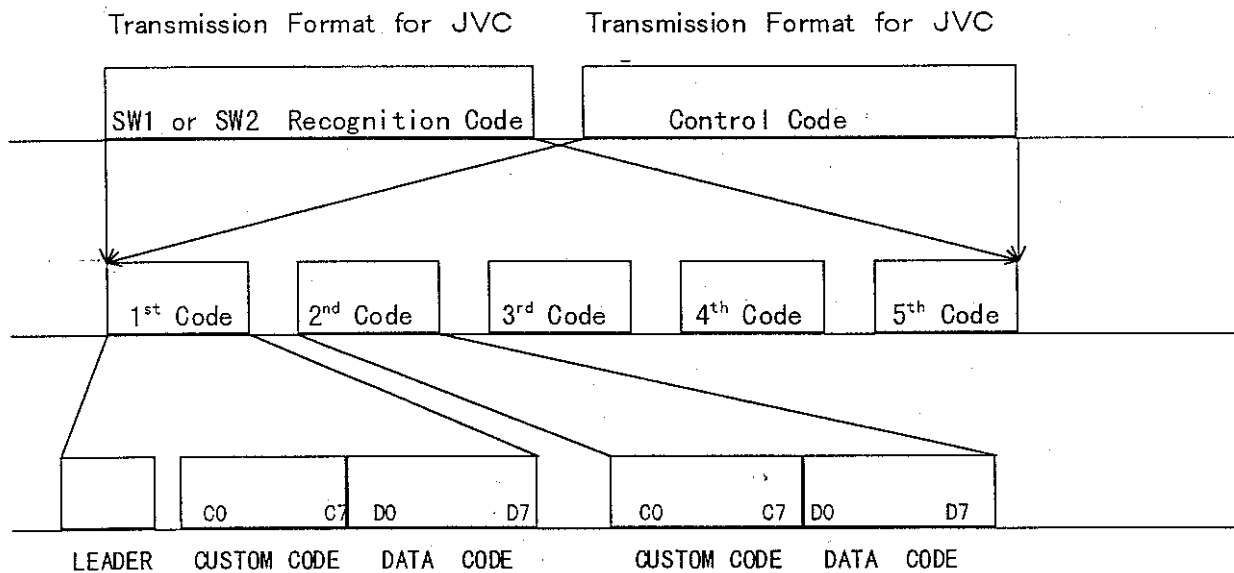 Transmission Format for JVC Transmission Format for JVC
SW1 or SW2 Recognition Code Control Code
1st Code 2nd Code 3rd Code 4th Code 5th Code
C0 C7 D0 D7 C0 C7 D0 D7
LEADER CUSTOM CODE DATA CODE CUSTOM CODE DATA CODE